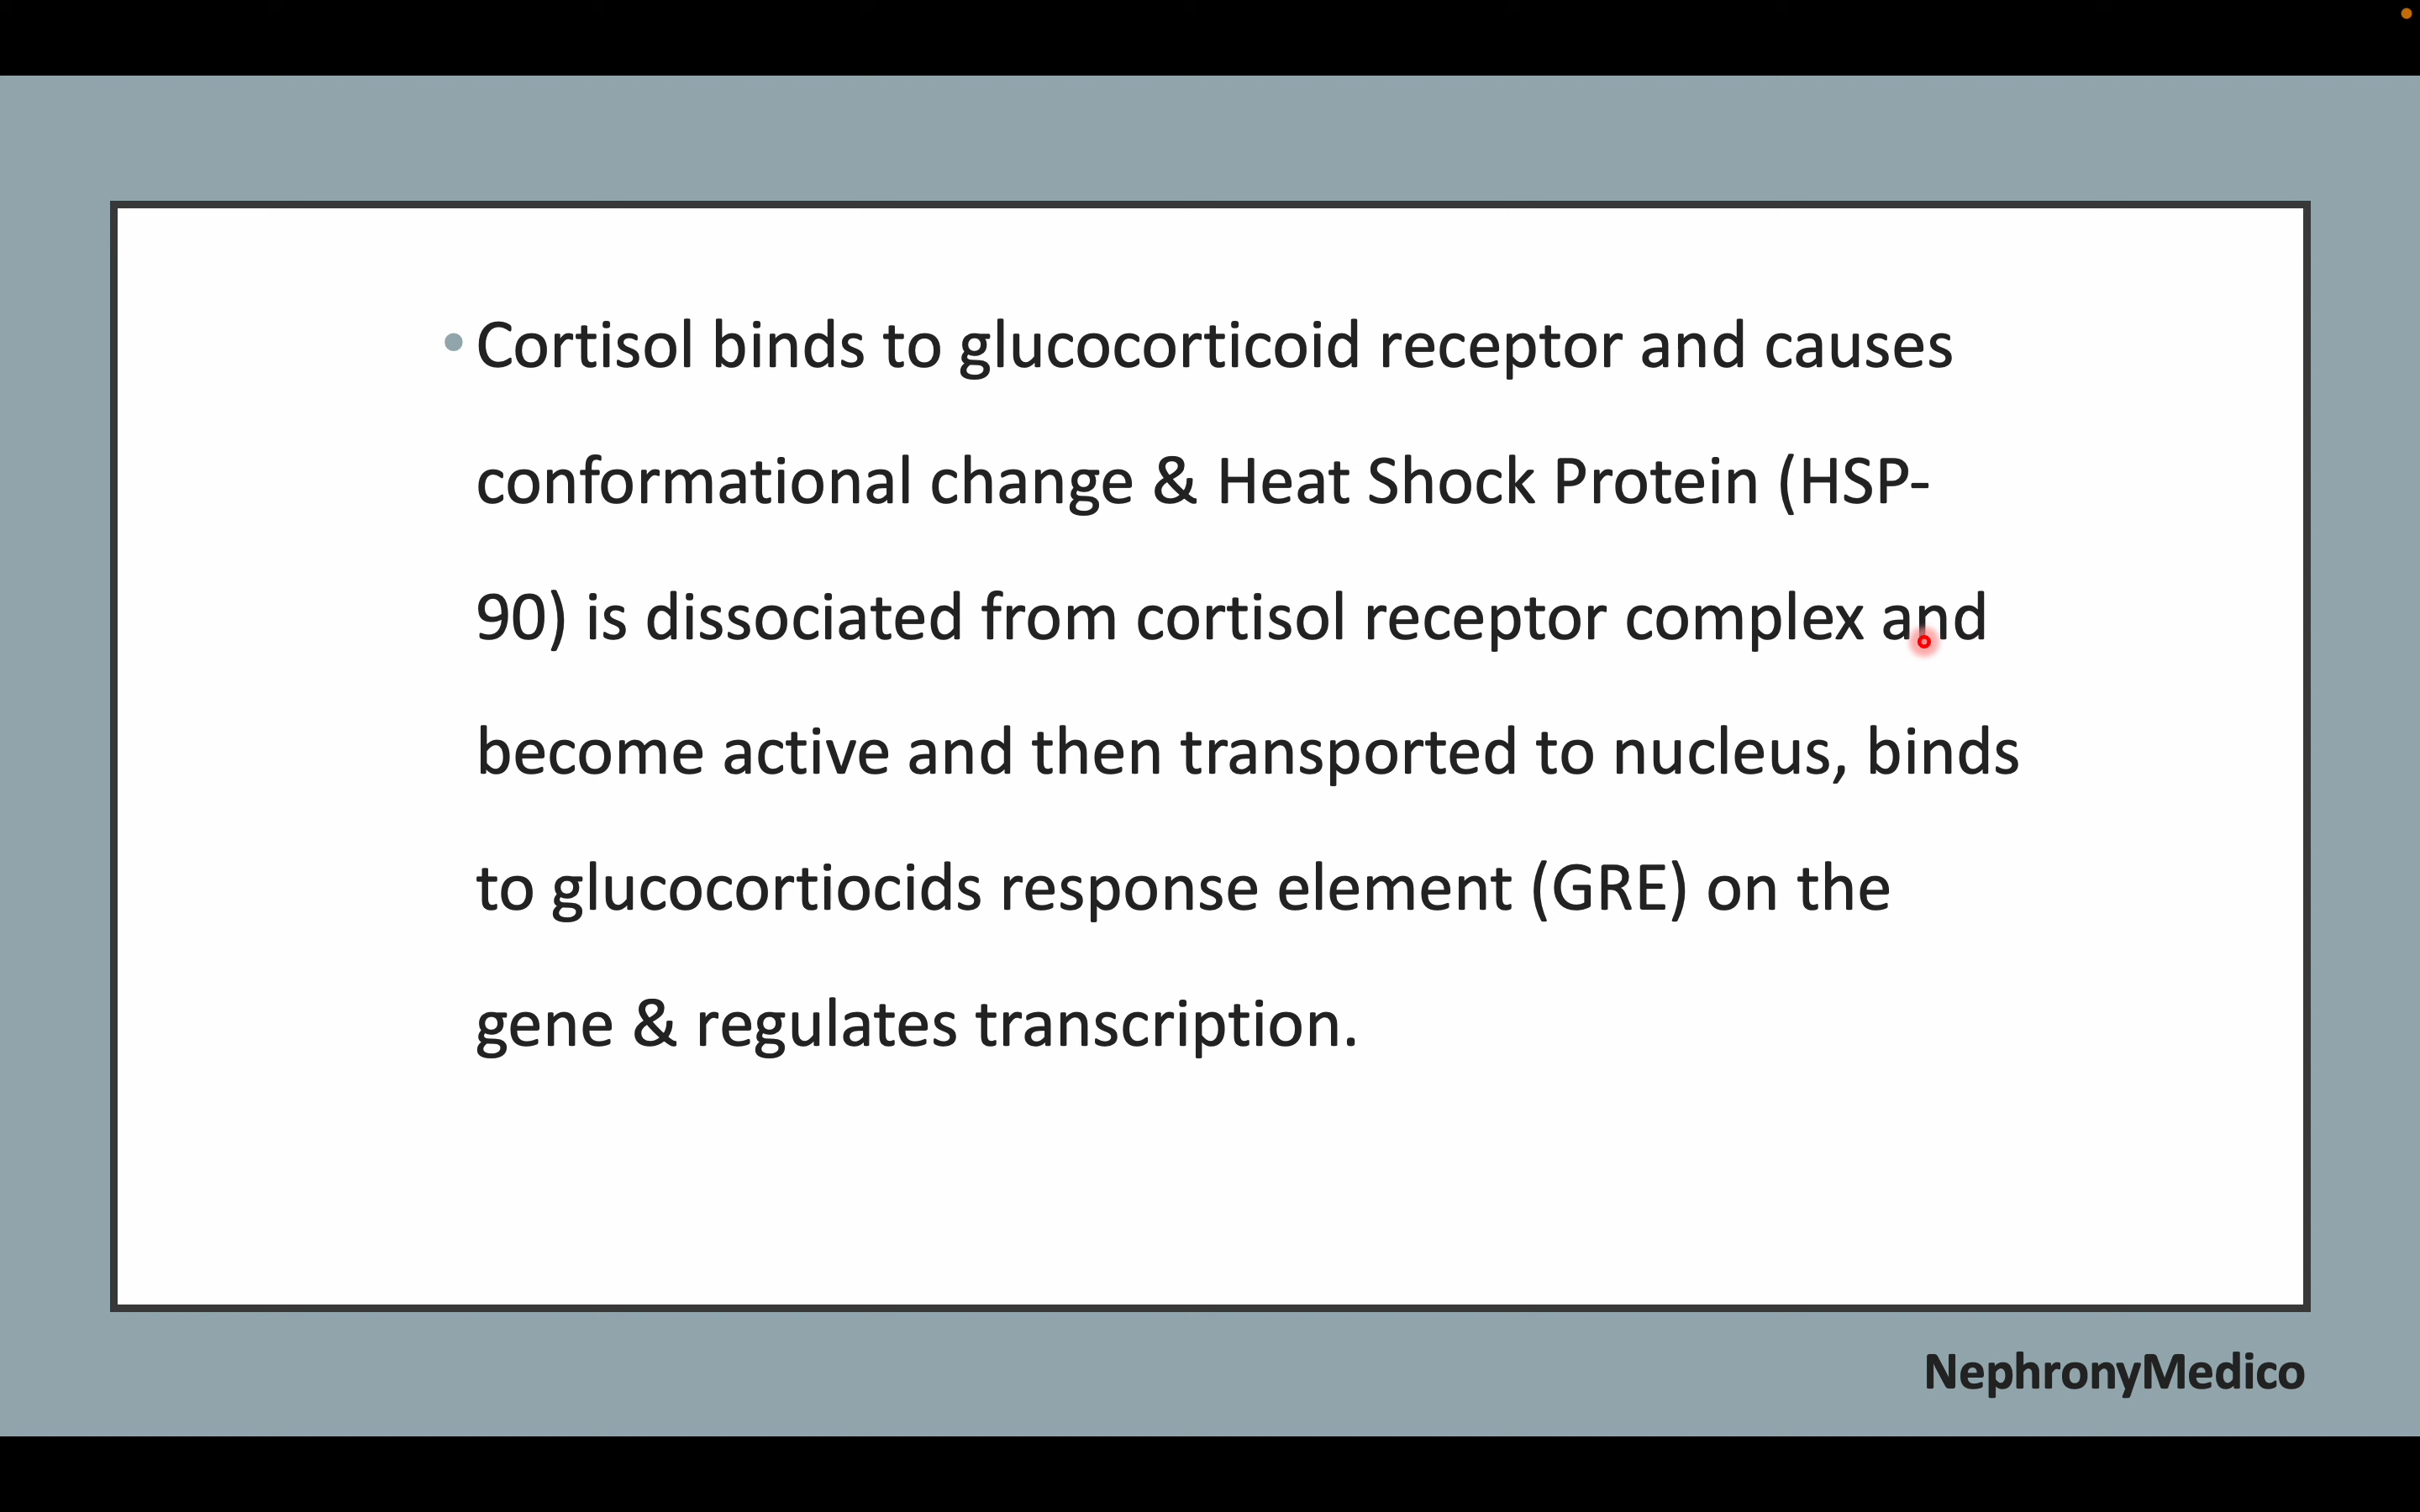 • Cortisol binds to glucocorticoid receptor and causes
conformational change & Heat Shock Protein (HSP-
90) is dissociated from cortisol receptor complex and
become active and then transported to nucleus, binds
to glucocortiocids response element (GRE) on the
gene & regulates transcription.
NephronyMedico